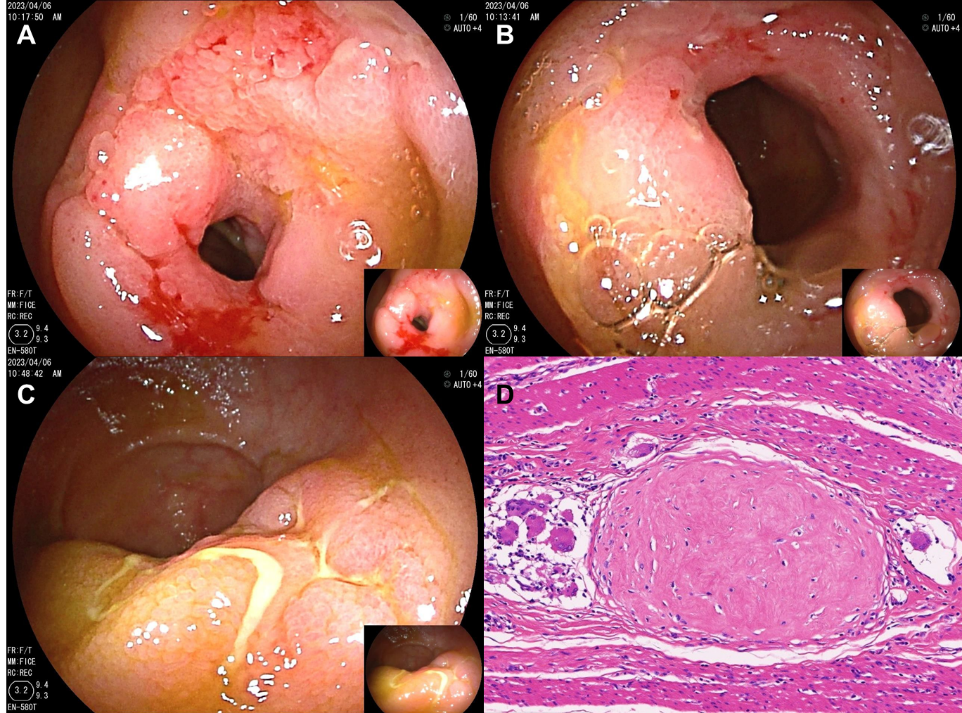 2023/04/06
10:17:50 AM
A
1/60
AUTO +4
FR:F/T
MM:FICE
RC:REC
3.2
9.4
9.3
EN-580T
2023/04/06
10:13:41 AM
B
1/60
AUTO +4
FR:F/T
MM:FICE
RC:REC
3.2
9.4
9.3
EN-580T
2023/04/06
10:48 42 AM
C
1/60
AUTO +4
FR:F/T
MM:FICE
RC:REC
3.2
9.4
9.3
EN-580T
D